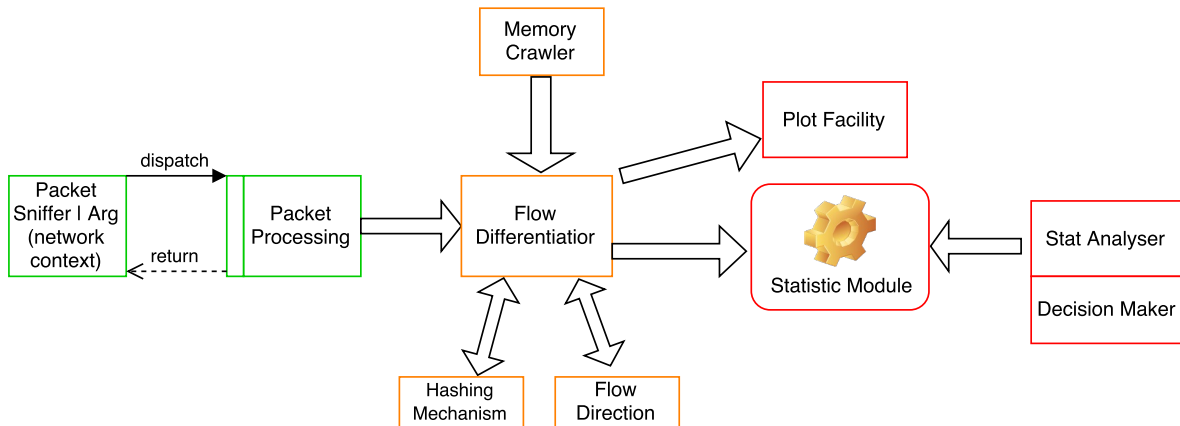 Memory
Crawler
Plot Facility
dispatch
Packet
Sniffer | Arg
(network
context)
return
Packet
Processing
Flow
Differentiatior
Statistic Module
Stat Analyser
Decision Maker
Hashing
Mechanism
Flow
Direction